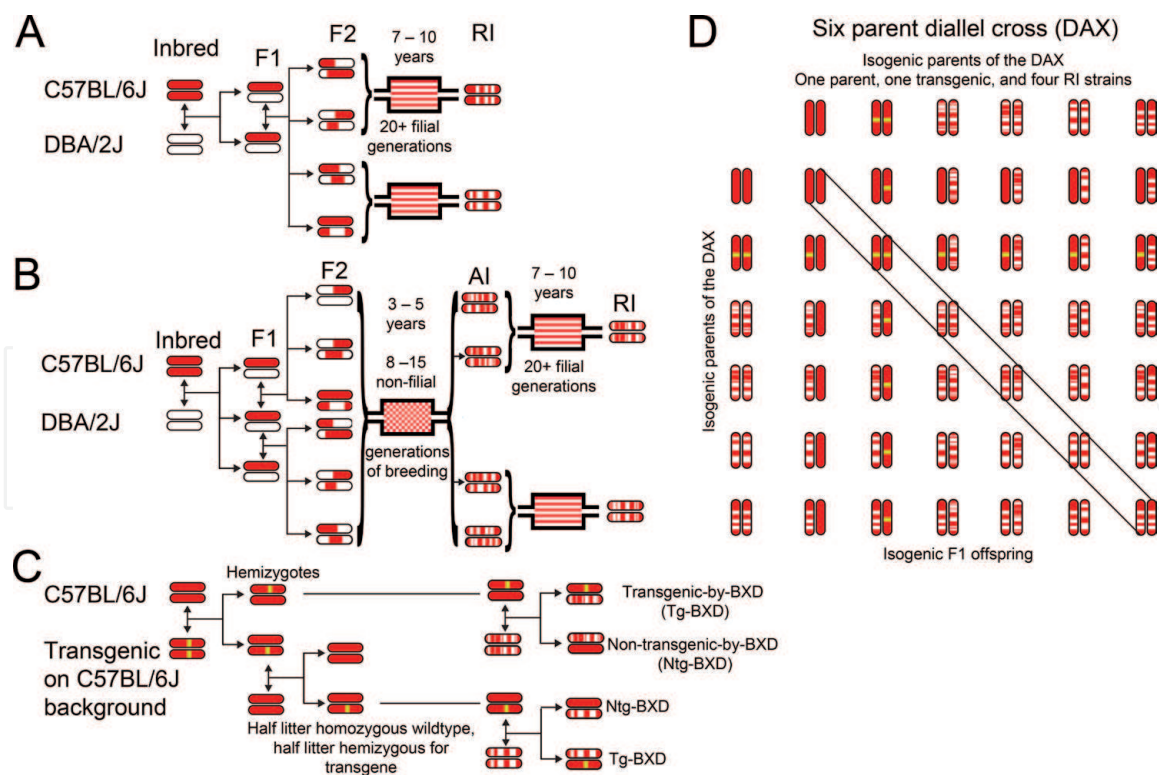 A
Inbred
F1
F2
7 – 10
years
RI
C57BL/6J
DBA/2J
20+ filial
generations
B
Inbred
F1
F2
3 – 5
years
AI
7 – 10
years
RI
C57BL/6J
DBA/2J
8 –15
non-filial
generations
of breeding
20+ filial
generations
C
C57BL/6J
Transgenic
on C57BL/6J
background
Hemizygotes
Half litter homozygous wildtype,
half litter hemizygous for
transgene
Transgenic-by-BXD
(Tg-BXD)
Non-transgenic-by-BXD
(Ntg-BXD)
Ntg-BXD
Tg-BXD
D
Six parent diallel cross (DAX)
Isogenic parents of the DAX
One parent, one transgenic, and four RI strains
Isogenic parents of the DAX
Isogenic F1 offspring